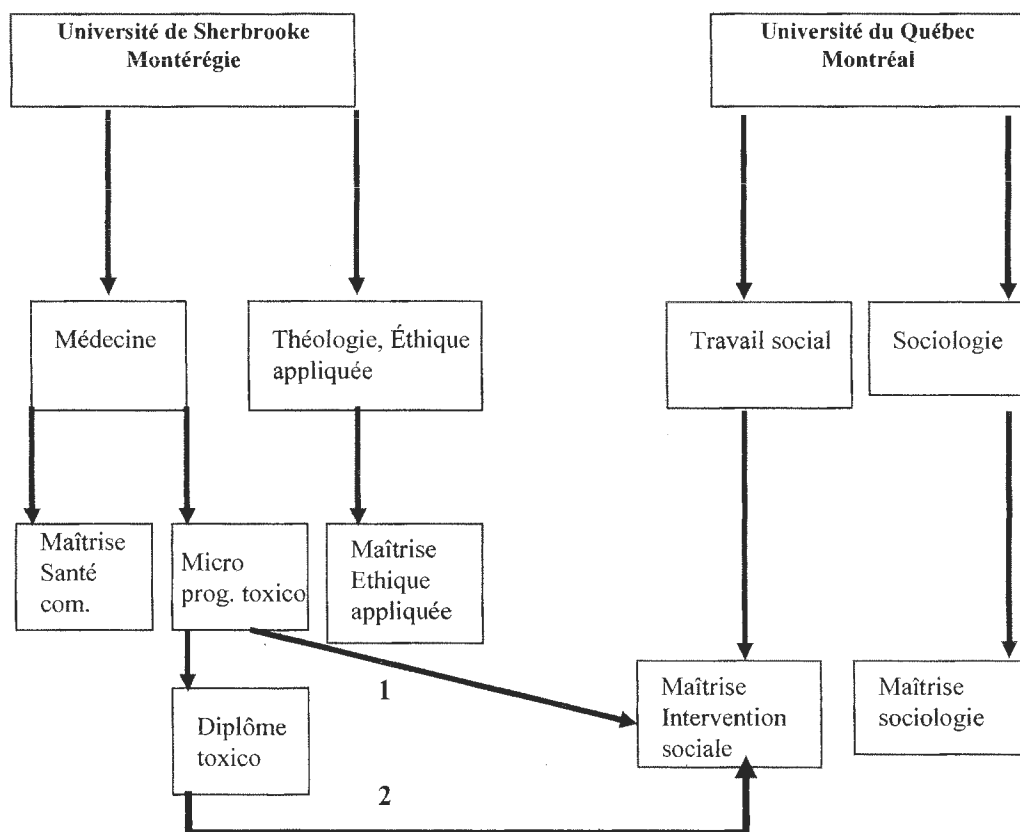 Université de Sherbrooke
Montérégie
Université du Québec
Montréal
Médecine
Théologie, Éthique
appliquée
Travail social
Sociologie
Maîtrise
Santé
com.
Micro
prog. toxico
Maîtrise
Ethique
appliquée
1
Maîtrise
Intervention
sociale
Maîtrise
sociologie
Diplôme
toxico
2